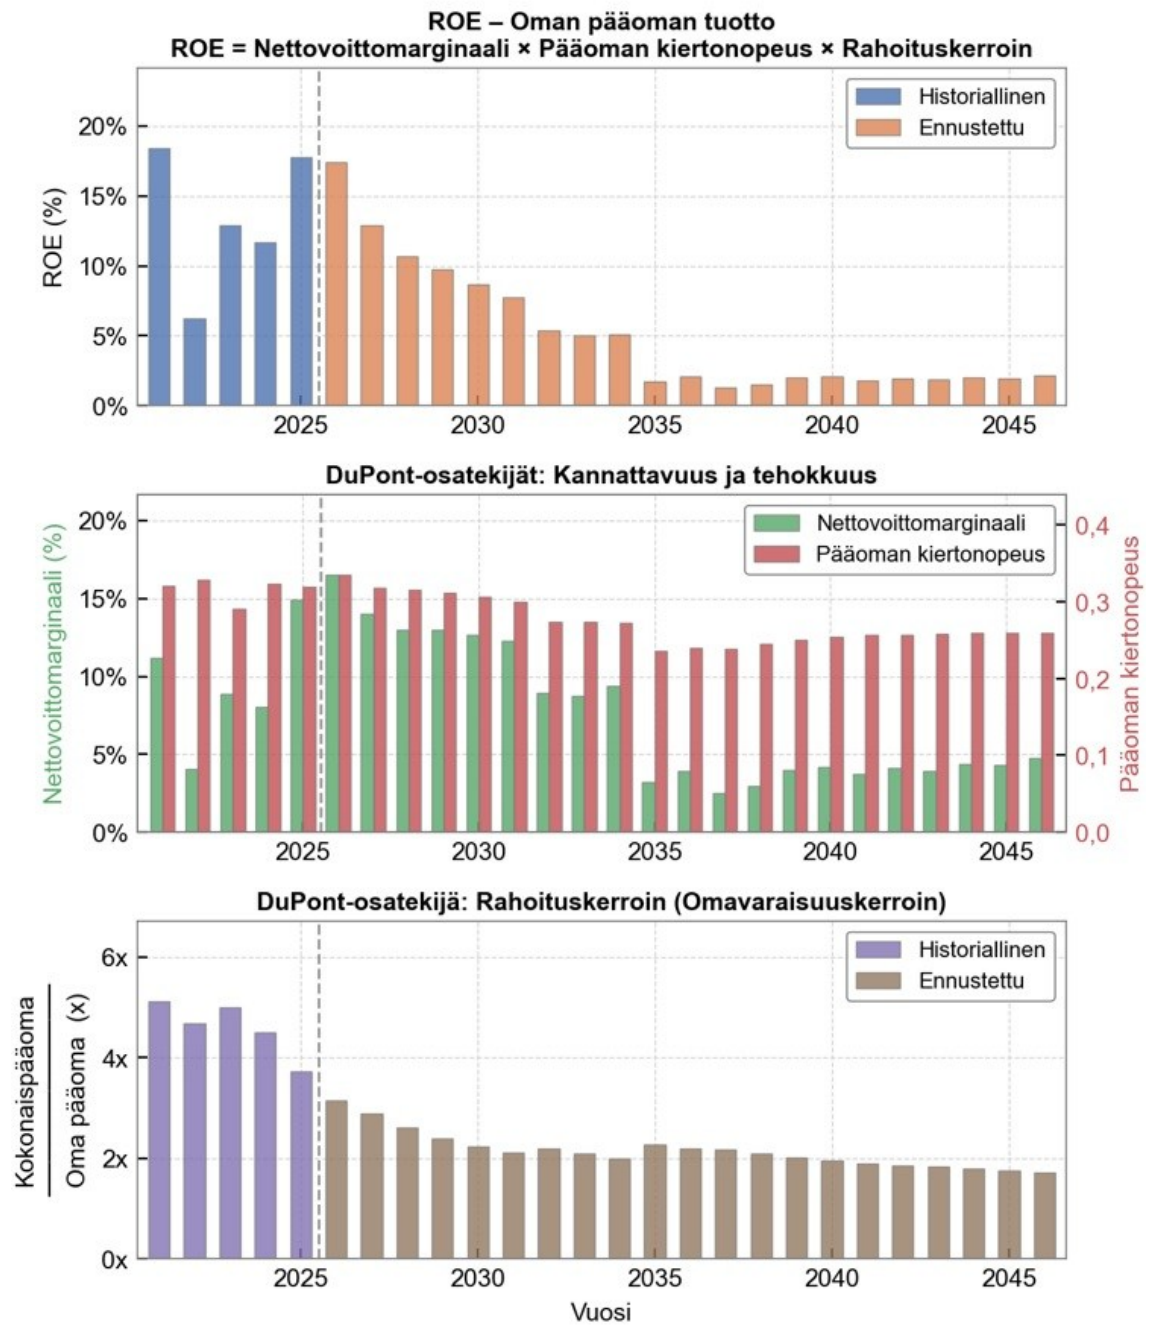 ROE – Oman pääoman tuotto
ROE = Nettovoittomarginaali × Pääoman kiertonopeus × Rahoituskerroin
Historiallinen
Ennustettu
ROE (%)
20%
15%
10%
5%
0%
2025
2030
2035
2040
2045
DuPont-osatekijät: Kannattavuus ja tehokkuus
Nettovoittomarginaali
Pääoman kiertonopeus
Nettovoittomarginaali (%)
20%
15%
10%
5%
0%
0,4
0,3
0,2
0,1
0,0
Pääoman kiertonopeus
2025
2030
2035
2040
2045
DuPont-osatekijä: Rahoituskerroin (Omavaraisuuskerroin)
Historiallinen
Ennustettu
Kokonaispääoma
Oma pääoma (x)
6x
4x
2x
0x
2025
2030
2035
2040
2045
Vuosi